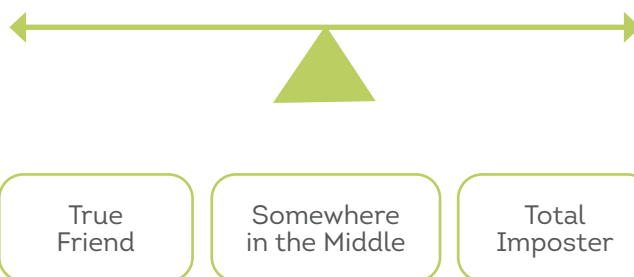 True
Friend
Somewhere
in the Middle
Total
Imposter